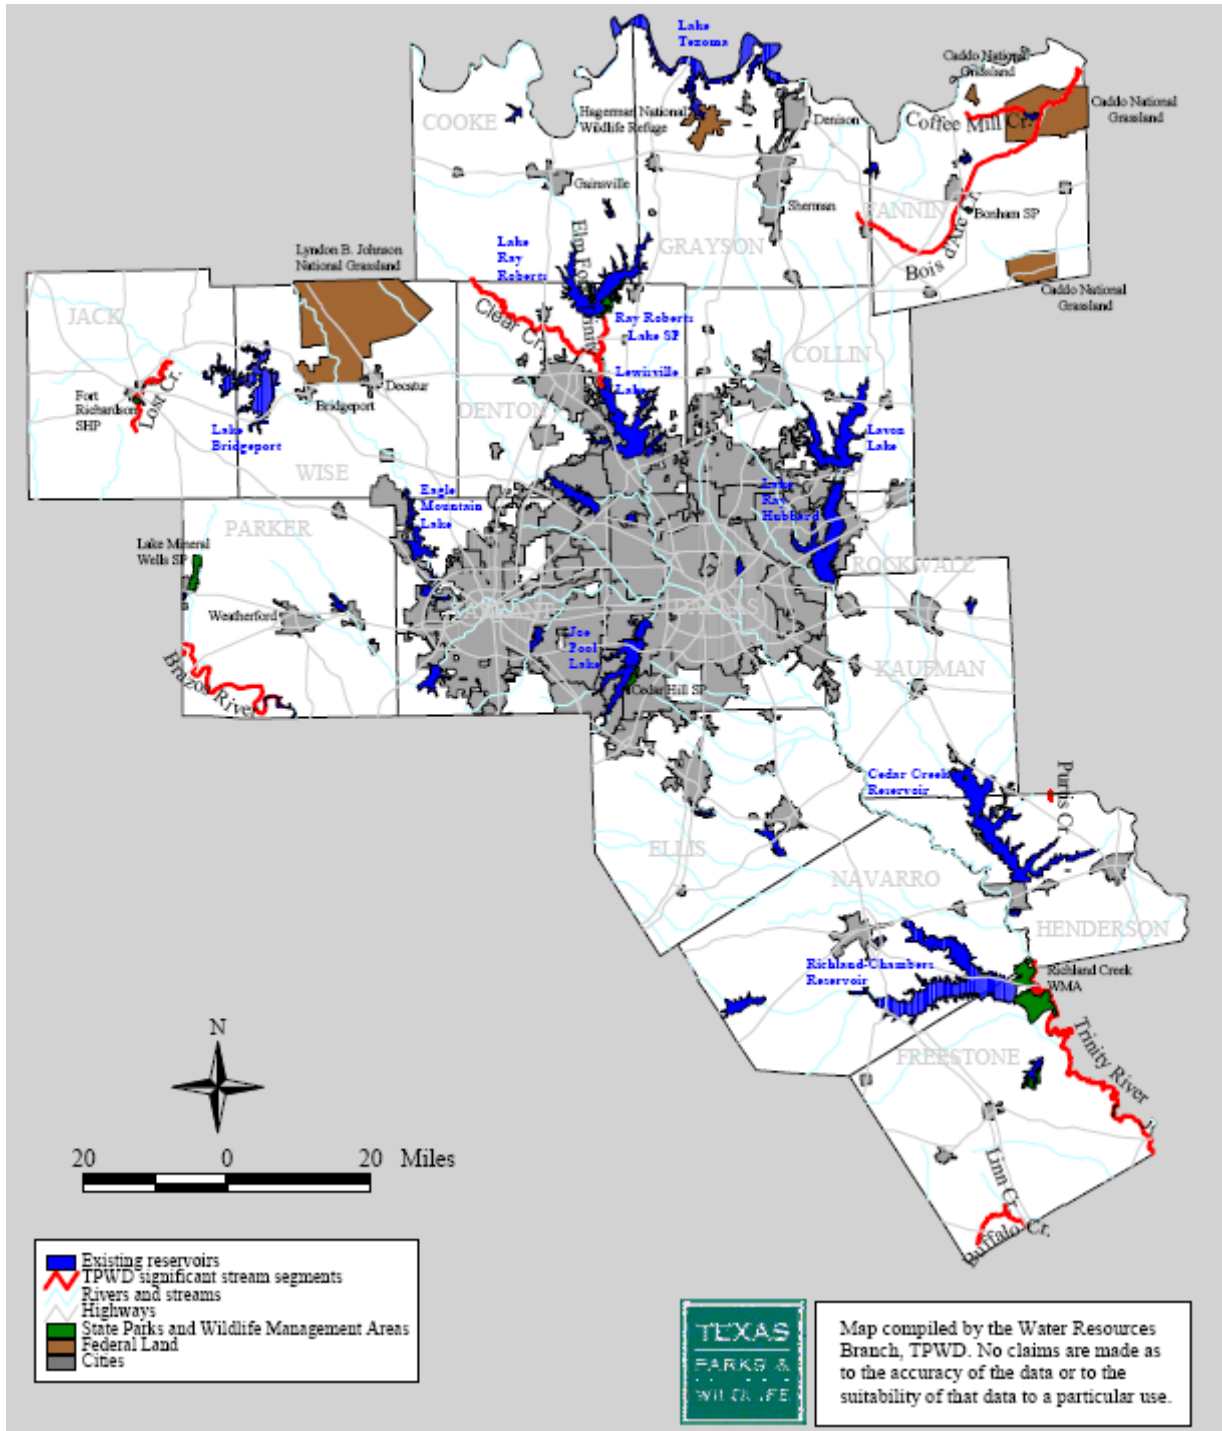 Lake
Texoma
Caddo National
Grassland
COOKE
Hagerman National
Wildlife Refuge
Denison
Coffee Mill Cr.
Caddo National
Grassland
Gainsville
Sherman
FANNIN
Bonham SP
Bois d'Arc Cr.
Lake
Ray
Roberts
GRAYSON
Lyndon B. Johnson
National Grassland
Caddo National
Grassland
JACK
Clear Cr.
Ray Roberts
Lake SP
COLLIN
Lewisville
Lake
Fort
Richardson
SHP
Lost Cr.
Decatur
Bridgeport
DENTON
Lake
Bridgeport
Lavon
Lake
WISE
Eagle
Mountain
Lake
Lake
Ray
Hubbard
PARKER
Lake Mineral
Wells SP
ROCKWALL
Weatherford
TARRANT
DALLAS
Joe
Pool
Lake
KAUFMAN
Cedar Hill SP
Brazos River
Cedar Creek
Reservoir
Purtis Cr.
ELLIS
NAVARRO
HENDERSON
Richland-Chambers
Reservoir
Richland Creek
WMA
FREESTONE
Trinity River
Linn Cr.
Buffalo Cr.
N
20 0 20 Miles
Existing reservoirs
TPWD significant stream segments
Rivers and streams
Highways
State Parks and Wildlife Management Areas
Federal Land
Cities
TEXAS
PARKS &
WILDLIFE
Map compiled by the Water Resources
Branch, TPWD. No claims are made as
to the accuracy of the data or to the
suitability of that data to a particular use.